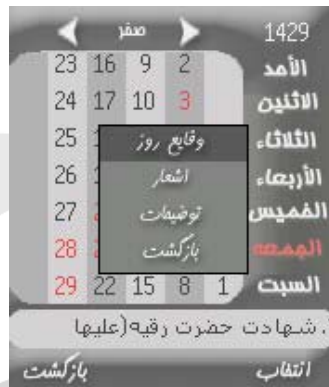 1429 صفر
الأحد 2 9 16 23
الاثنين 3 10 17 24
الثلاثاء 25
وقایع روز
الأربعاء 26
اشعار
الخميس 27
توضیحات
الجمعه 28
بازگشت
السبت 1 8 15 22 29
شهادت حضرت رقیه(علیها.
انتخاب بازگشت